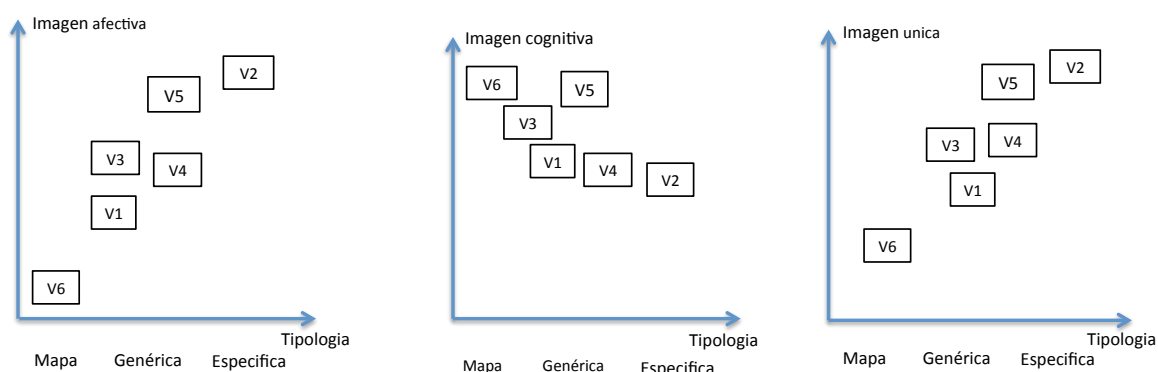 Imagen afectiva
V2
V5
V3
V4
V1
V6
Tipologia
Mapa Genérica Especifica
Imagen cognitiva
V6
V5
V3
V1
V4
V2
Tipologia
Mapa Genérica Especifica
Imagen unica
V2
V5
V3
V4
V1
V6
Tipologia
Mapa Genérica Especifica